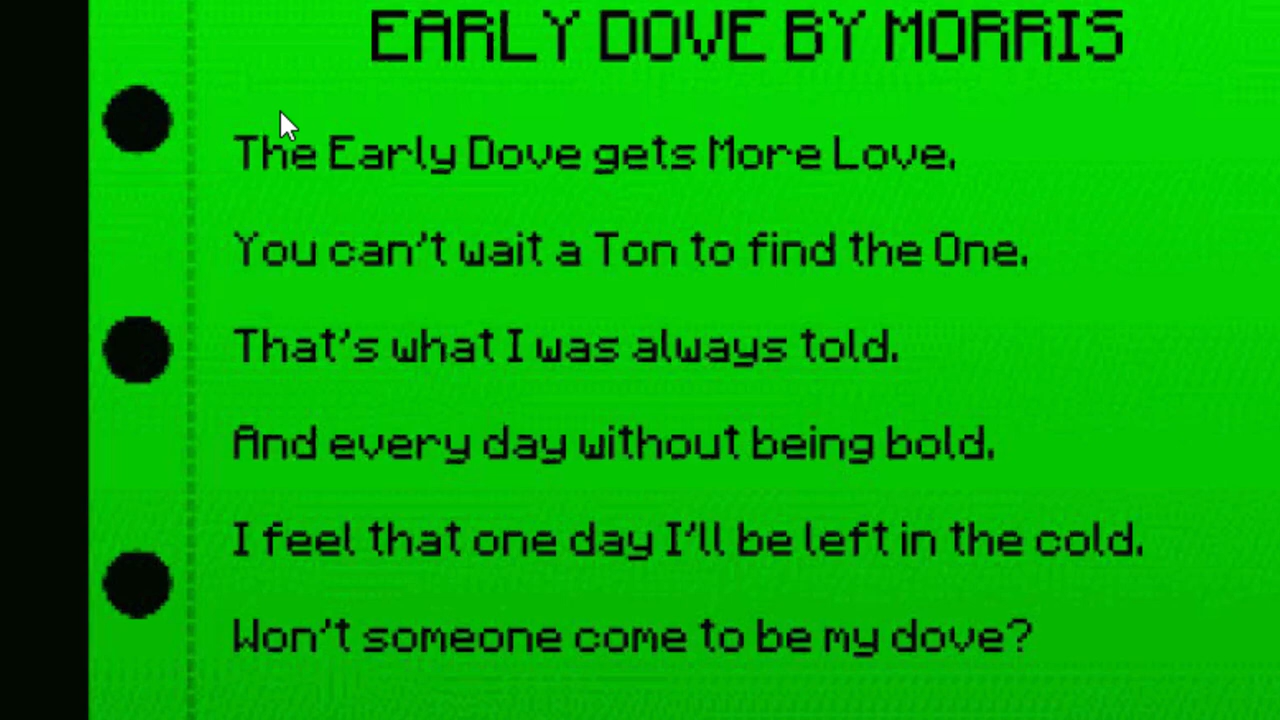 EARLY DOVE BY MORRIS
The Early Dove gets More Love.
You can't wait a Ton to find the One.
That's what I was always told.
And every day without being bold.
I feel that one day I'll be left in the cold.
Won't someone come to be my dove?